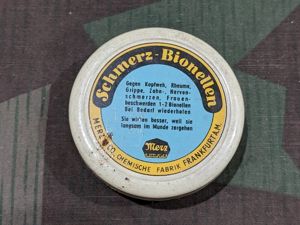 Schmerz-Bionellen
Gegen Kopfweh, Rheuma,
Grippe, Zahn-, Nerven-
schmerzen, Frauen-
beschwerden 1-2 Bionellen
Bei Bedarf wiederholen
Sie wirken besser, weil sie
langsam im Munde zergehen
Merz
MERZ & CO. CHEMISCHE FABRIK FRANKFURT AM